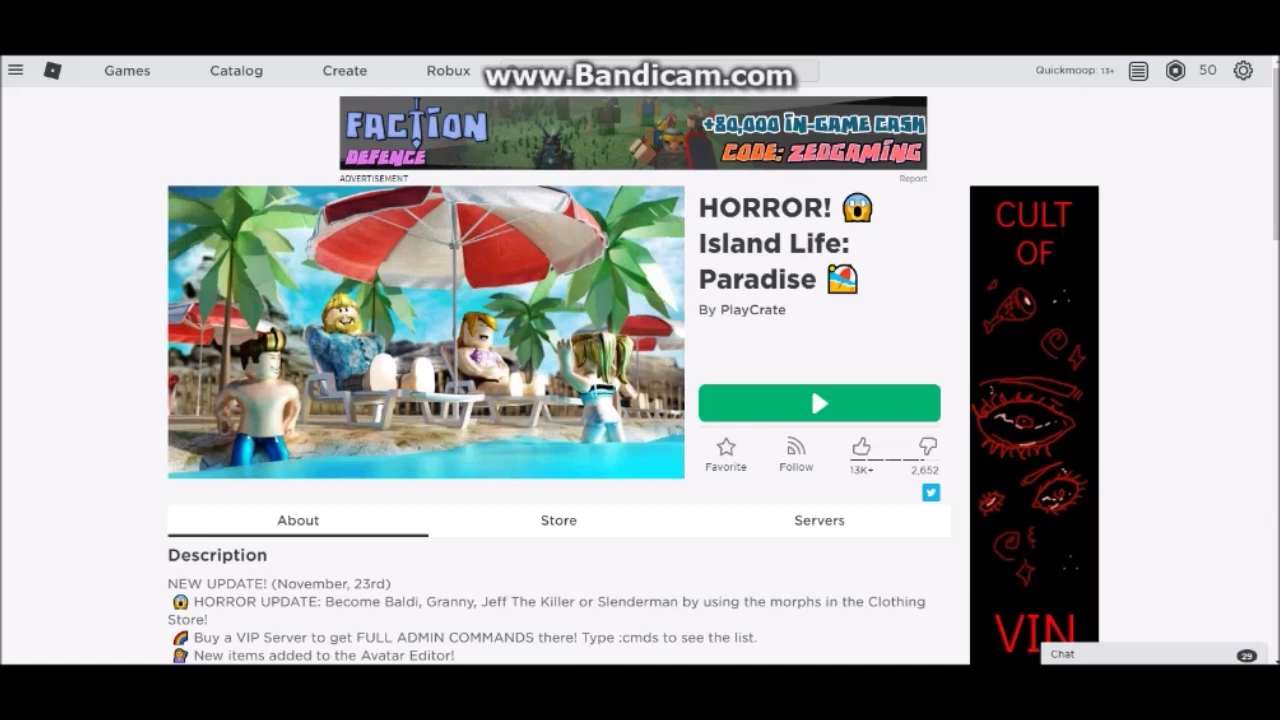 Games Catalog Create Robux www.Bandicam.com Quickmoop: 13+ 50
FACTION
DEFENCE
+80,000 IN-GAME CASH
CODE: ZEDGAMING
ADVERTISEMENT Report
HORROR! 😱
Island Life:
Paradise 🏖️
By PlayCrate
Favorite Follow 13K+ 2,652
CULT
OF
VIN
About Store Servers
Description
NEW UPDATE! (November, 23rd)
😱 HORROR UPDATE: Become Baldi, Granny, Jeff The Killer or Slenderman by using the morphs in the Clothing
Store!
🌈 Buy a VIP Server to get FULL ADMIN COMMANDS there! Type :cmds to see the list.
💁 New items added to the Avatar Editor!
Chat 29